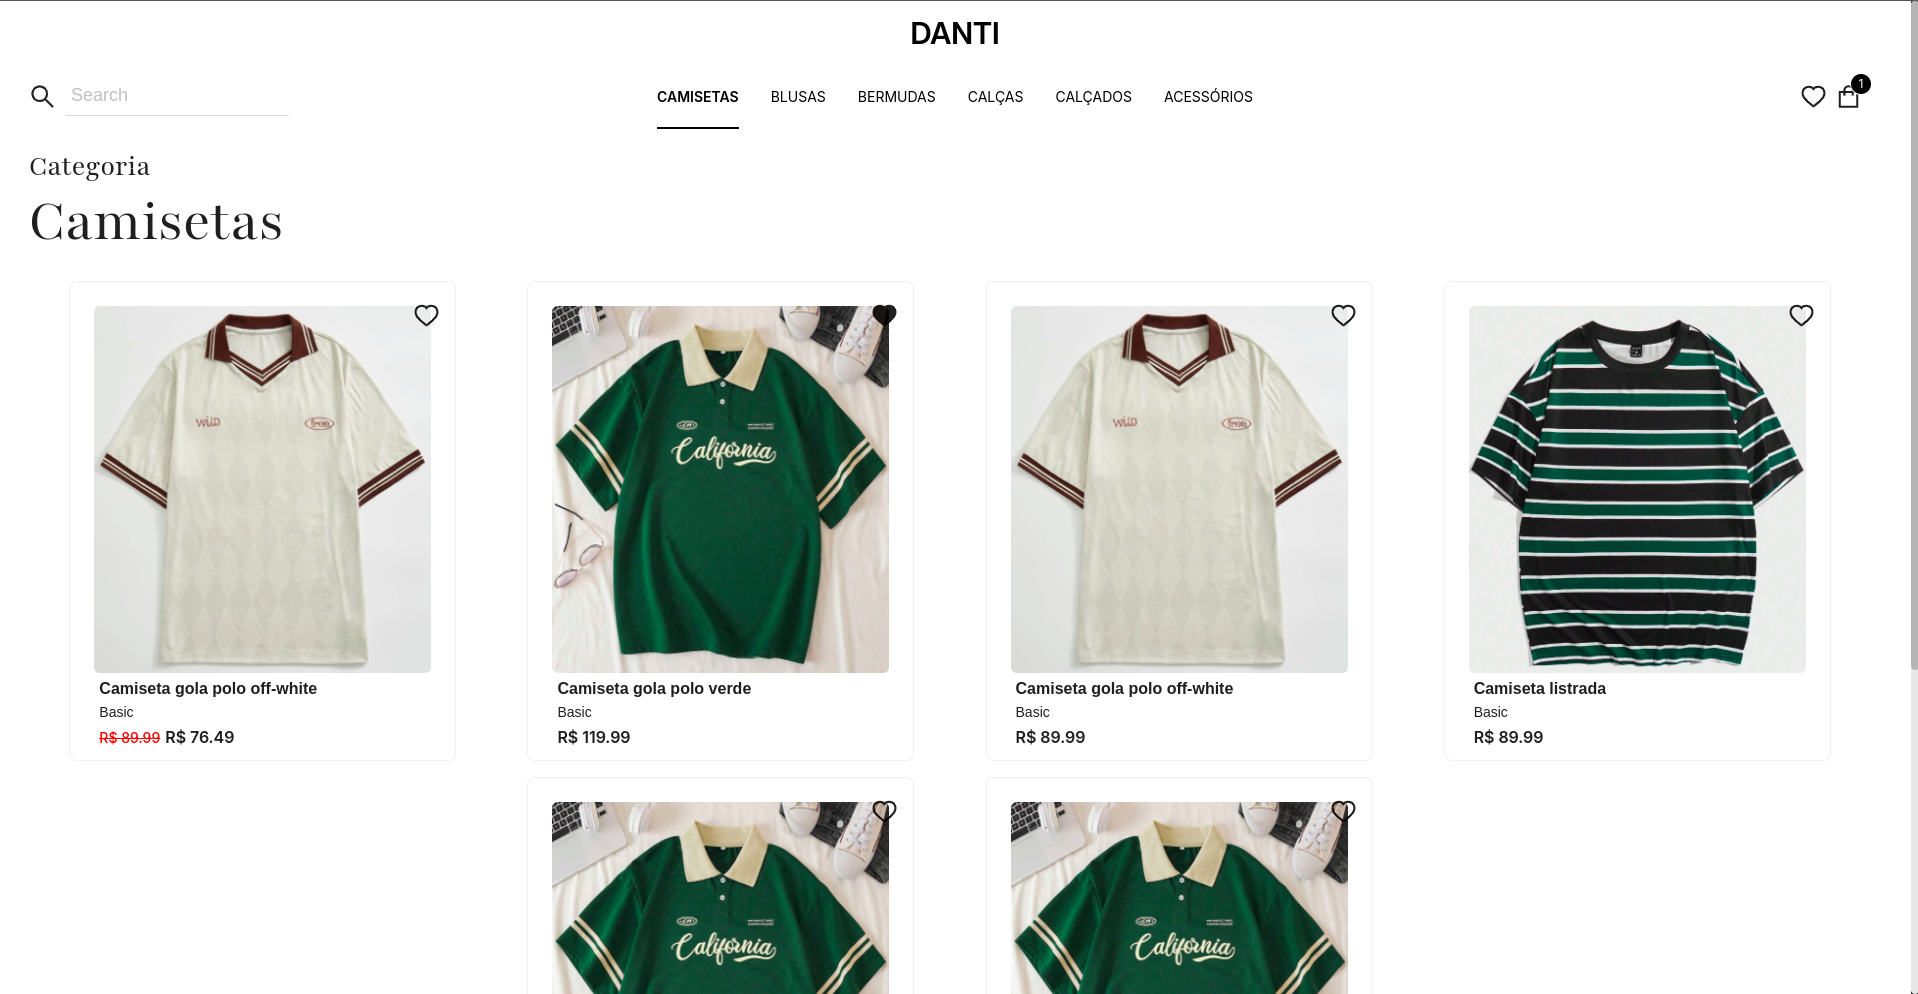 DANTI
Search
CAMISETAS BLUSAS BERMUDAS CALÇAS CALÇADOS ACESSÓRIOS
1
Categoria
Camisetas
wild free
California
wild free
Camiseta gola polo off-white
Basic
R$ 89.99 R$ 76.49
Camiseta gola polo verde
Basic
R$ 119.99
Camiseta gola polo off-white
Basic
R$ 89.99
Camiseta listrada
Basic
R$ 89.99
California
California